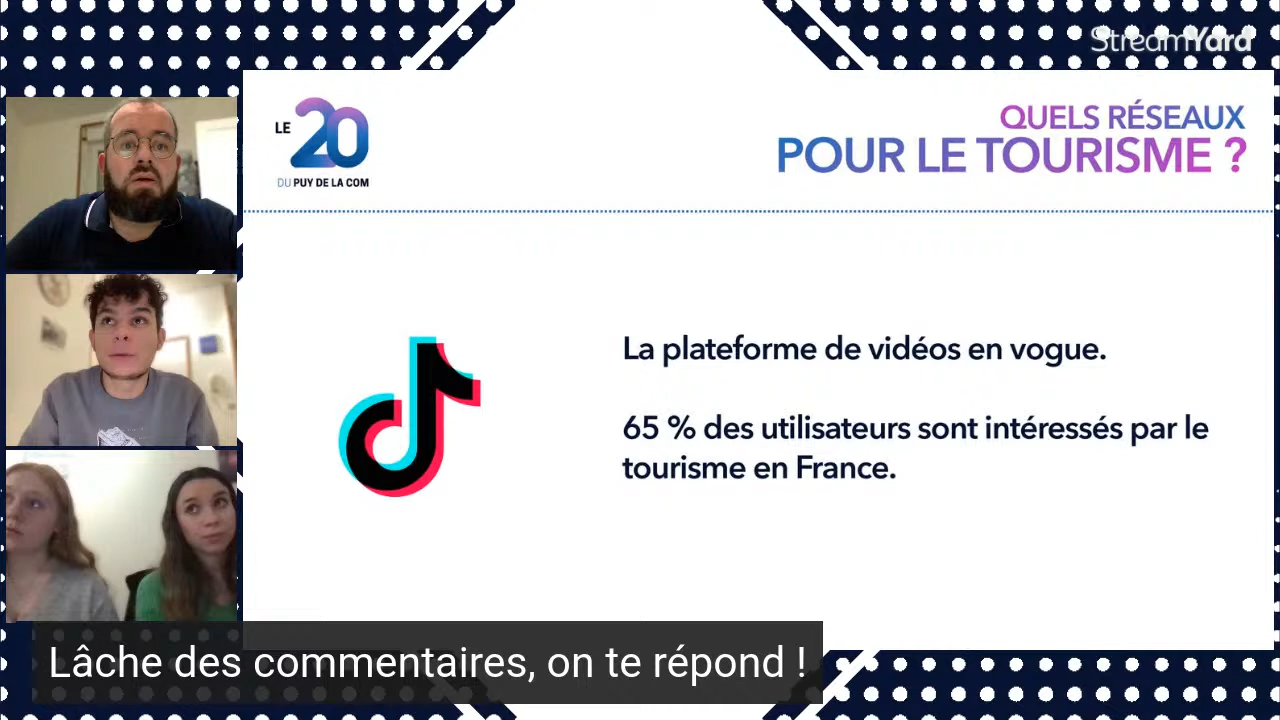 StreamYard
LE 20
DU PUY DE LA COM
QUELS RÉSEAUX
POUR LE TOURISME ?
La plateforme de vidéos en vogue.
65 % des utilisateurs sont intéressés par le
tourisme en France.
Lâche des commentaires, on te répond !